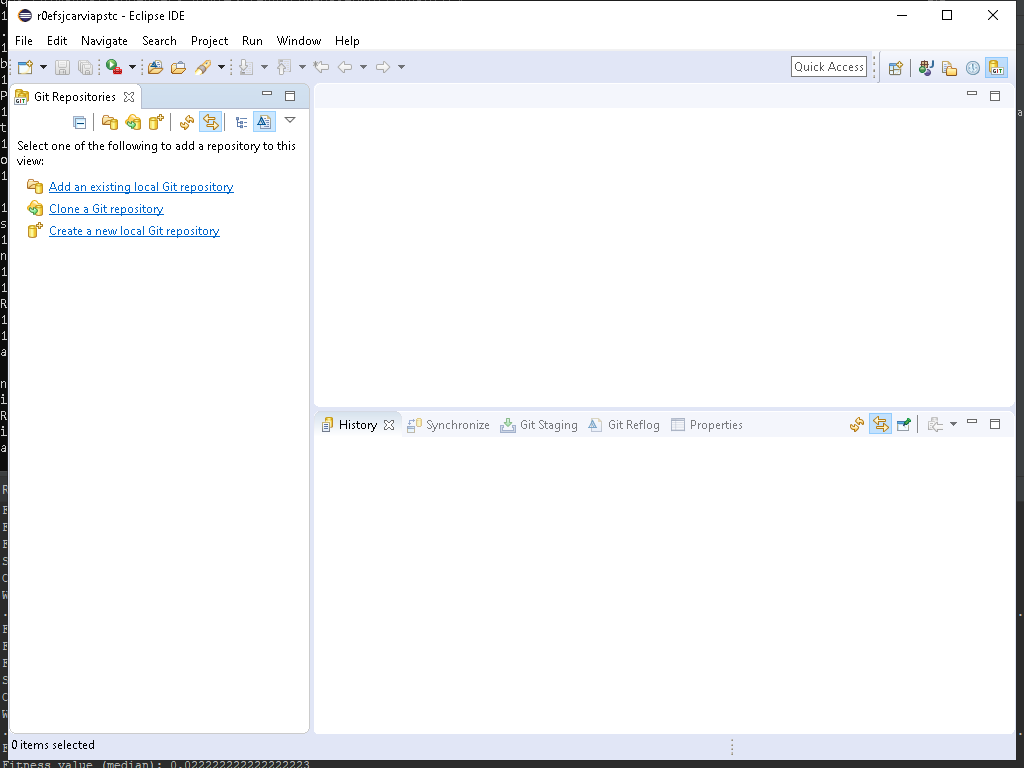 r0efsjcarviapstc - Eclipse IDE
File Edit Navigate Search Project Run Window Help
Quick Access
GIT
GIT Git Repositories
Select one of the following to add a repository to this
view:
Add an existing local Git repository
Clone a Git repository
Create a new local Git repository
History Synchronize Git Staging Git Reflog Properties
0 items selected
Fitness value (median): 0.022222222222222223